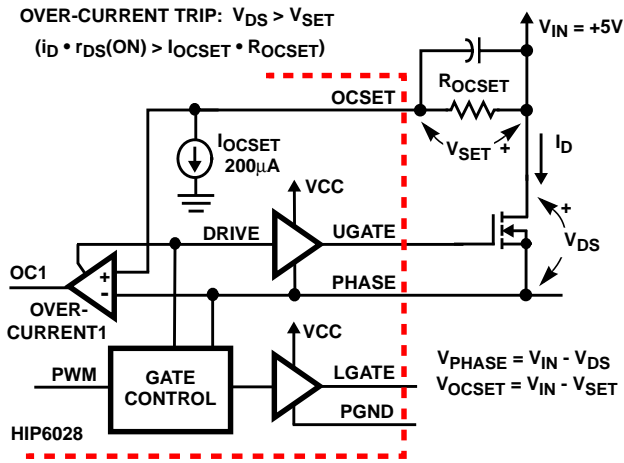 OVER-CURRENT TRIP: VDS > VSET
(iD • rDS(ON) > IOCSET • ROCSET)
VIN = +5V
OCSET
ROCSET
IOCSET
200µA
VSET +
ID
VCC
DRIVE
UGATE
+
VDS
OC1
+
-
PHASE
OVER-
CURRENT1
VCC
PWM
GATE
CONTROL
LGATE
PGND
VPHASE = VIN - VDS
VOCSET = VIN - VSET
HIP6028